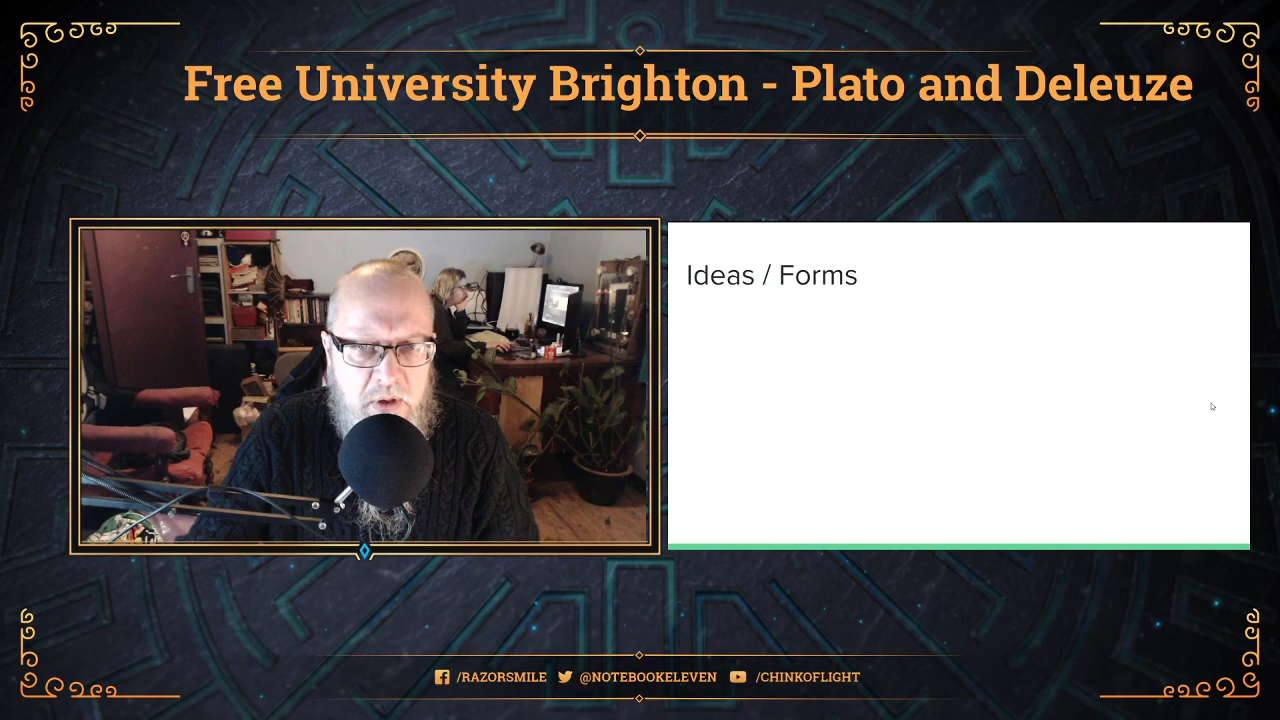 Free University Brighton - Plato and Deleuze
Ideas / Forms
/RAZORSMILE @NOTEBOOKELEVEN /CHINKOFLIGHT